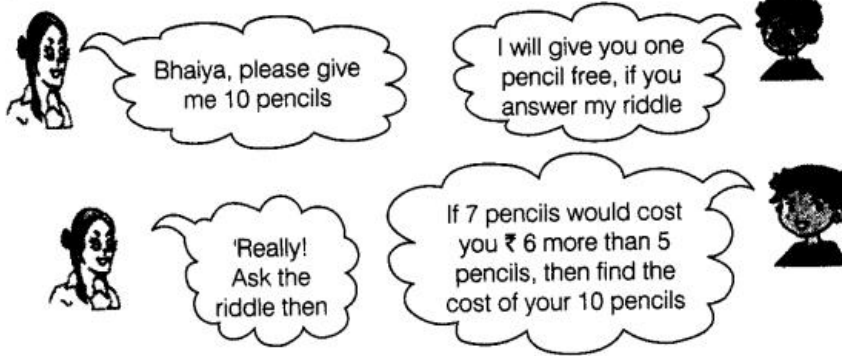 Bhaiya, please give
me 10 pencils
I will give you one
pencil free, if you
answer my riddle
'Really!
Ask the
riddle then
If 7 pencils would cost
you ₹ 6 more than 5
pencils, then find the
cost of your 10 pencils